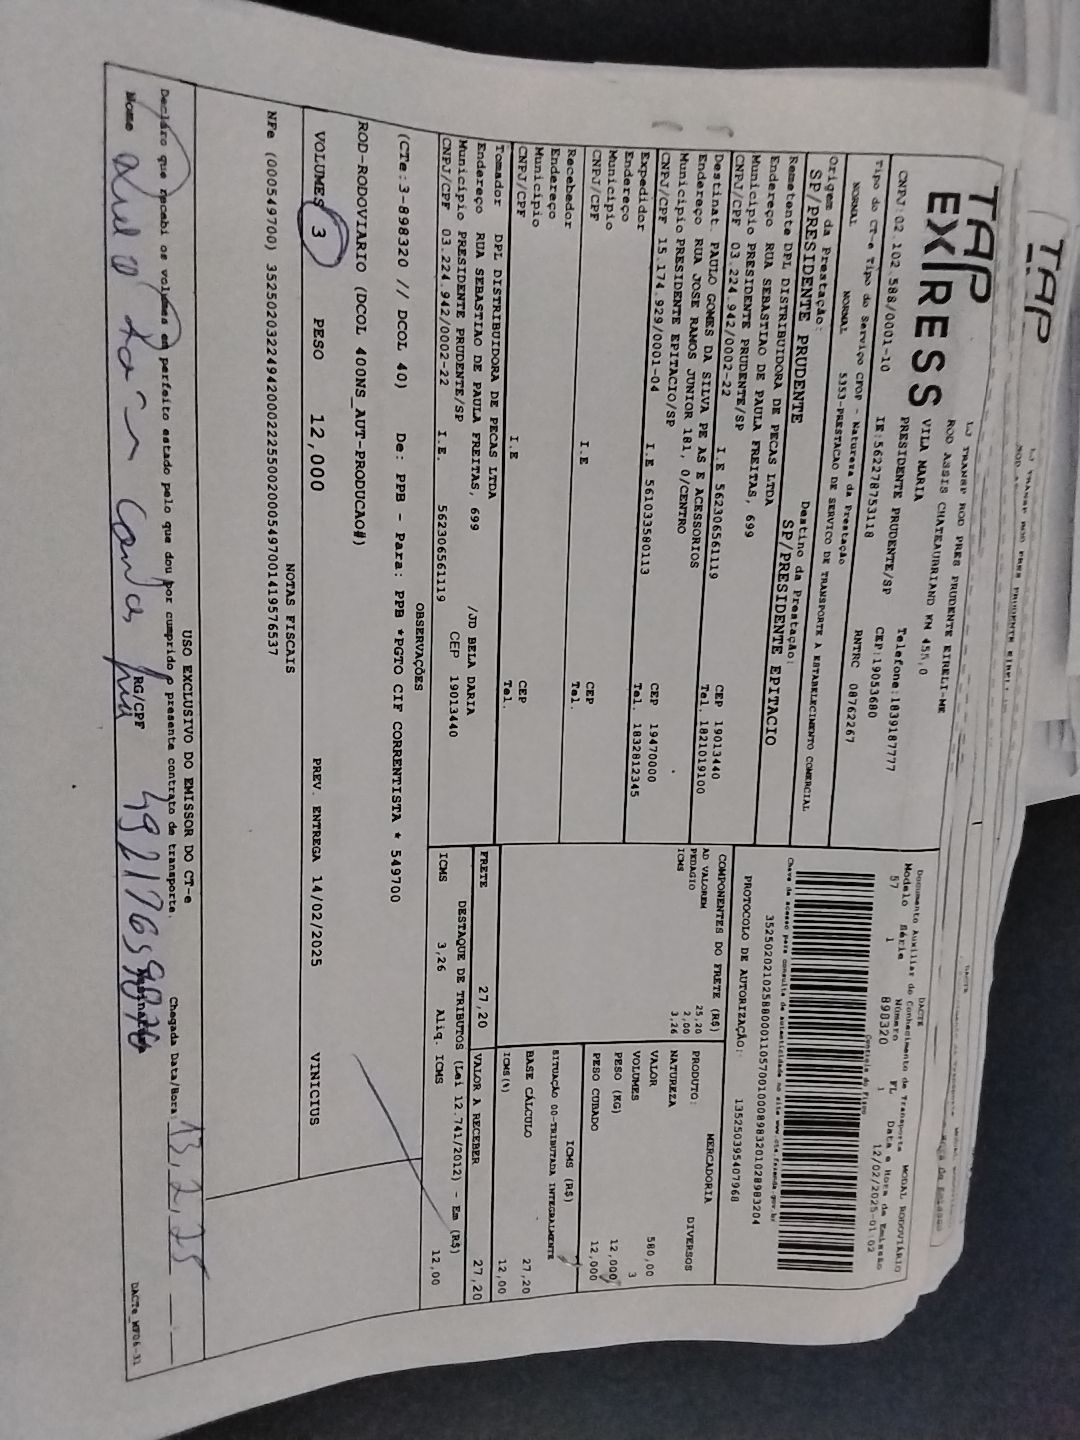 TAP
TAP
EXPRESS
LJ TRANSP ROD PRES PRUDENTE EIRELI-ME
ROD ASSIS CHATEAUBRIAND KM 455,0
VILA MARIA
PRESIDENTE PRUDENTE/SP
CEP:19053680
CNPJ:02.102.588/0001-10
IE:562278753118
Telefone:1839187777
Tipo do CT-e Tipo do Serviço CFOP - Natureza da Prestação
RNTRC 08762267
NORMAL NORMAL 5353-PRESTACAO DE SERVICO DE TRANSPORTE A ESTABELECIMENTO COMERCIAL
Origem da Prestação: Destino da Prestação:
SP/PRESIDENTE PRUDENTE SP/PRESIDENTE EPITACIO
Remetente DPL DISTRIBUIDORA DE PECAS LTDA
Endereço RUA SEBASTIAO DE PAULA FREITAS, 699
Municipio PRESIDENTE PRUDENTE/SP CEP 19013440
CNPJ/CPF 03.224.942/0002-22 I.E 562306561119 Tel. 1821019100
Destinat. PAULO GOMES DA SILVA PE AS E ACESSORIOS
Endereço RUA JOSE RAMOS JUNIOR 181, 0/CENTRO
Municipio PRESIDENTE EPITACIO/SP CEP 19470000
CNPJ/CPF 15.174.929/0001-04 I.E 561033580113 Tel. 1832812345
Expedidor
Endereço
Municipio CEP
CNPJ/CPF I.E Tel.
Recebedor
Endereço
Municipio CEP
CNPJ/CPF I.E Tel.
Tomador DPL DISTRIBUIDORA DE PECAS LTDA
Endereço RUA SEBASTIAO DE PAULA FREITAS, 699 /JD BELA DARIA
Municipio PRESIDENTE PRUDENTE/SP CEP 19013440
CNPJ/CPF 03.224.942/0002-22 I.E. 562306561119
DACTE
Documento Auxiliar do Conhecimento de Transporte MODAL RODOVIÁRIO
Modelo Série Número FL Data e Hora de Emissão
57 1 898320 1 12/02/2025-01:02
Controle do Fisco
Chave de acesso para consulta de autenticidade no site www.cte.fazenda.gov.br
35250202102588000110570010008983201028983204
PROTOCOLO DE AUTORIZAÇÃO: 135250395407968
COMPONENTES DO FRETE (R$)
AD VALOREM 25,20
PEDAGIO 2,00
ICMS 3,26
FRETE 27,20
MERCADORIA
PRODUTO:
NATUREZA DIVERSOS
VALOR 580,00
VOLUMES 3
PESO (KG) 12,000
PESO CUBADO 12,000
ICMS (R$)
SITUAÇÃO 00-TRIBUTADA INTEGRALMENTE
BASE CÁLCULO 27,20
ICMS(%) 12,00
VALOR A RECEBER 27,20
DESTAQUE DE TRIBUTOS (Lei 12.741/2012) - Em (R$)
ICMS 3,26 Aliq. ICMS 12,00
OBSERVAÇÕES
(CTe:3-898320 // DCOL 40) De: PPB - Para: PPB *PGTO CIF CORRENTISTA * 549700
ROD-RODOVIARIO (DCOL 400NS_AUT-PRODUCAO#)
VOLUMES 3 PESO 12,000 PREV. ENTREGA 14/02/2025 VINICIUS
NOTAS FISCAIS
NFe (000549700) 35250203224942000222550020005497001419576537
USO EXCLUSIVO DO EMISSOR DO CT-e
Declaro que recebi os volumes em perfeito estado pelo que dou por cumprido o presente contrato de transporte. Chegada Data/Hora: 13,2,25
Nome RG/CPF Assinatura
DACTe_MF06-31